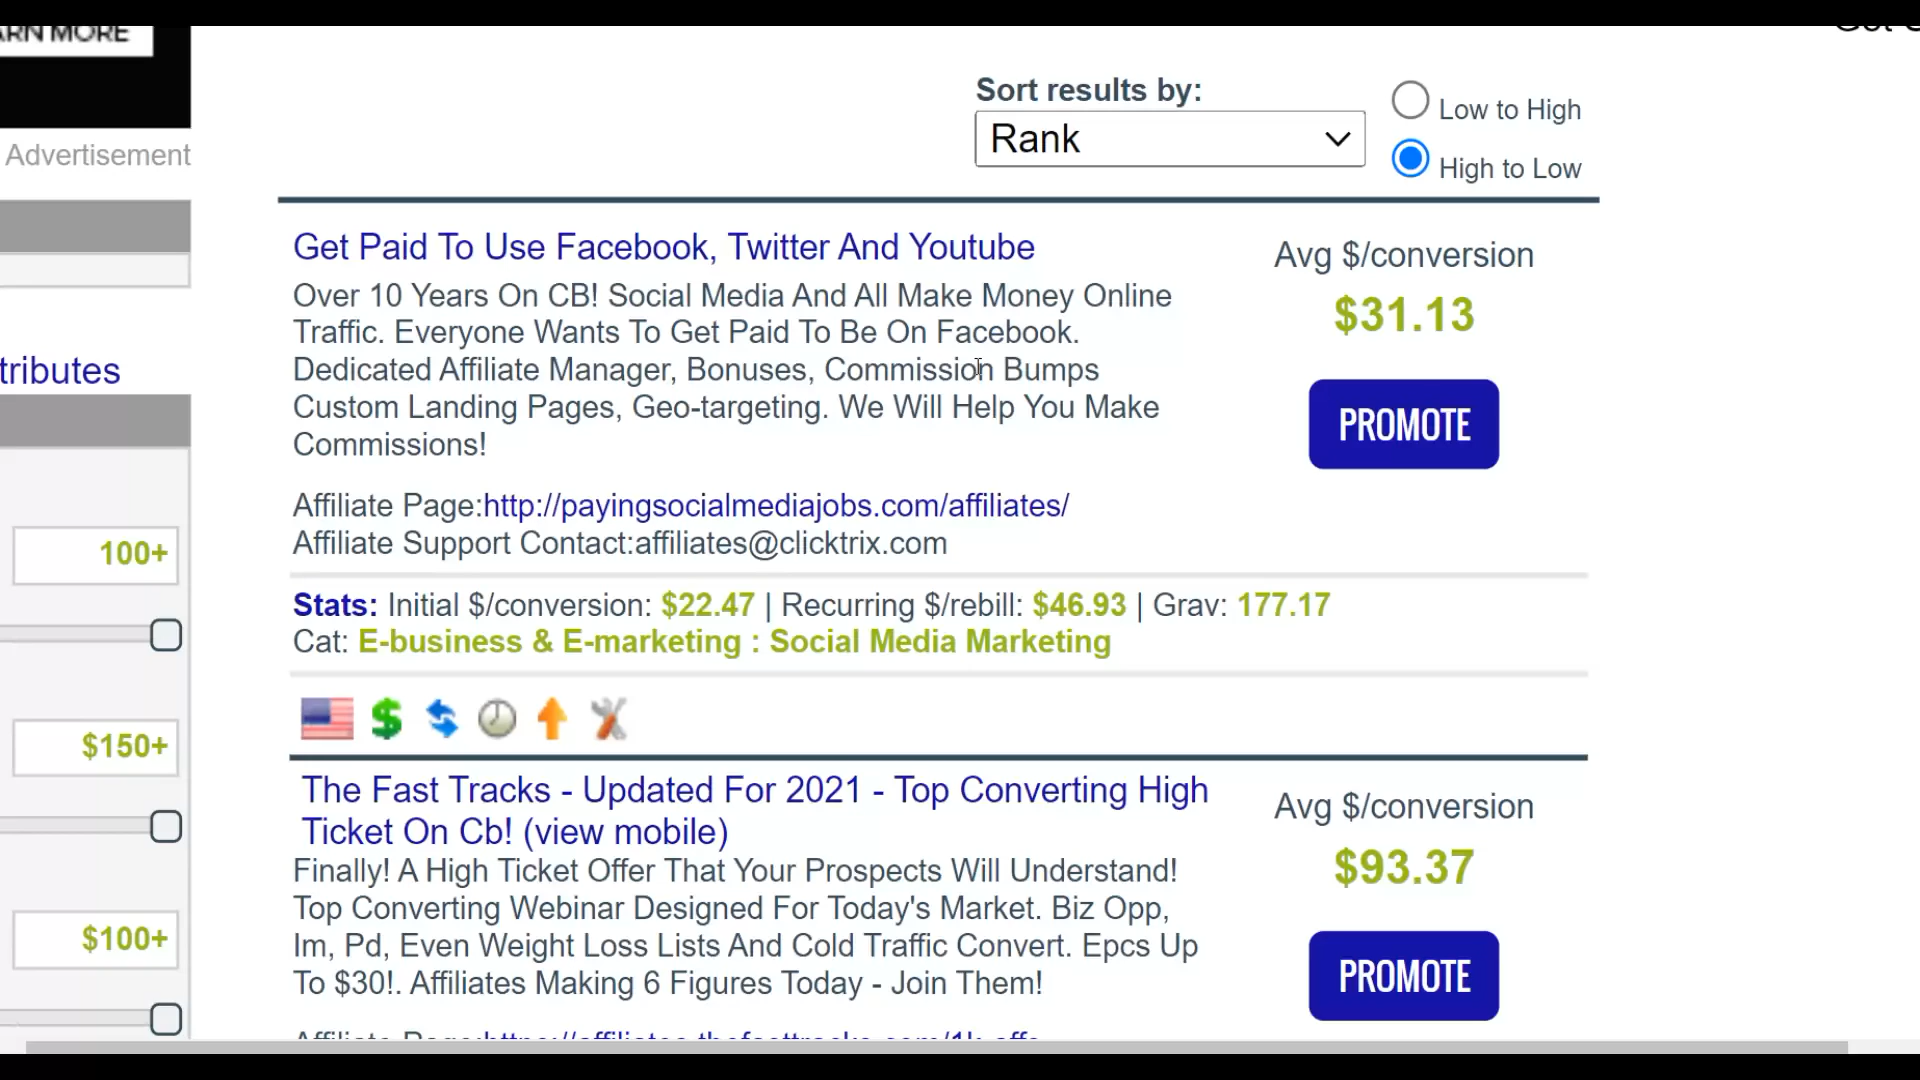 ARN MORE
Advertisement
tributes
100+
$150+
$100+
Sort results by:
Rank
Low to High
High to Low
Get Paid To Use Facebook, Twitter And Youtube
Over 10 Years On CB! Social Media And All Make Money Online
Traffic. Everyone Wants To Get Paid To Be On Facebook.
Dedicated Affiliate Manager, Bonuses, Commission Bumps
Custom Landing Pages, Geo-targeting. We Will Help You Make
Commissions!
Affiliate Page:http://payingsocialmediajobs.com/affiliates/
Affiliate Support Contact:affiliates@clicktrix.com
Avg $/conversion
$31.13
PROMOTE
Stats: Initial $/conversion: $22.47 | Recurring $/rebill: $46.93 | Grav: 177.17
Cat: E-business & E-marketing : Social Media Marketing
The Fast Tracks - Updated For 2021 - Top Converting High
Ticket On Cb! (view mobile)
Finally! A High Ticket Offer That Your Prospects Will Understand!
Top Converting Webinar Designed For Today's Market. Biz Opp,
Im, Pd, Even Weight Loss Lists And Cold Traffic Convert. Epcs Up
To $30!. Affiliates Making 6 Figures Today - Join Them!
Avg $/conversion
$93.37
PROMOTE